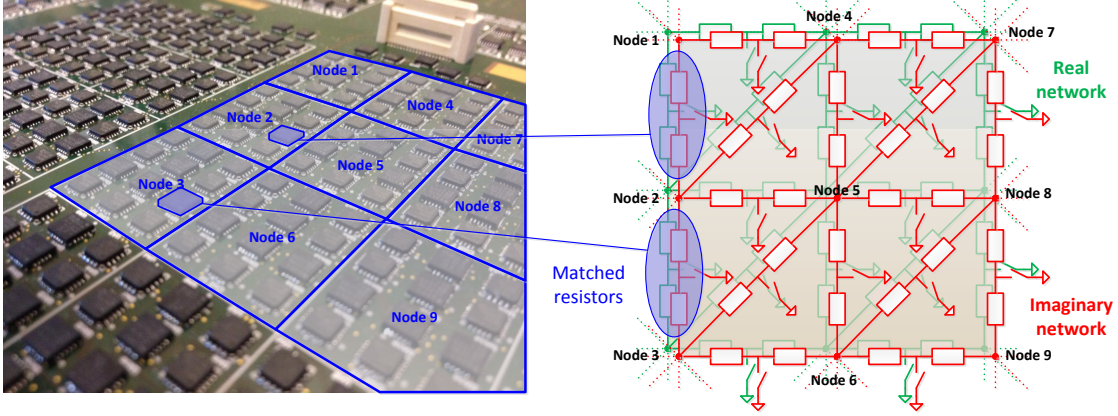 Node 1
Node 4
Node 2
Node 7
Node 5
Node 3
Node 8
Node 6
Node 9
Matched
resistors
Node 4
Node 1
Node 7
Real
network
Node 2
Node 5
Node 8
Imaginary
network
Node 3
Node 6
Node 9